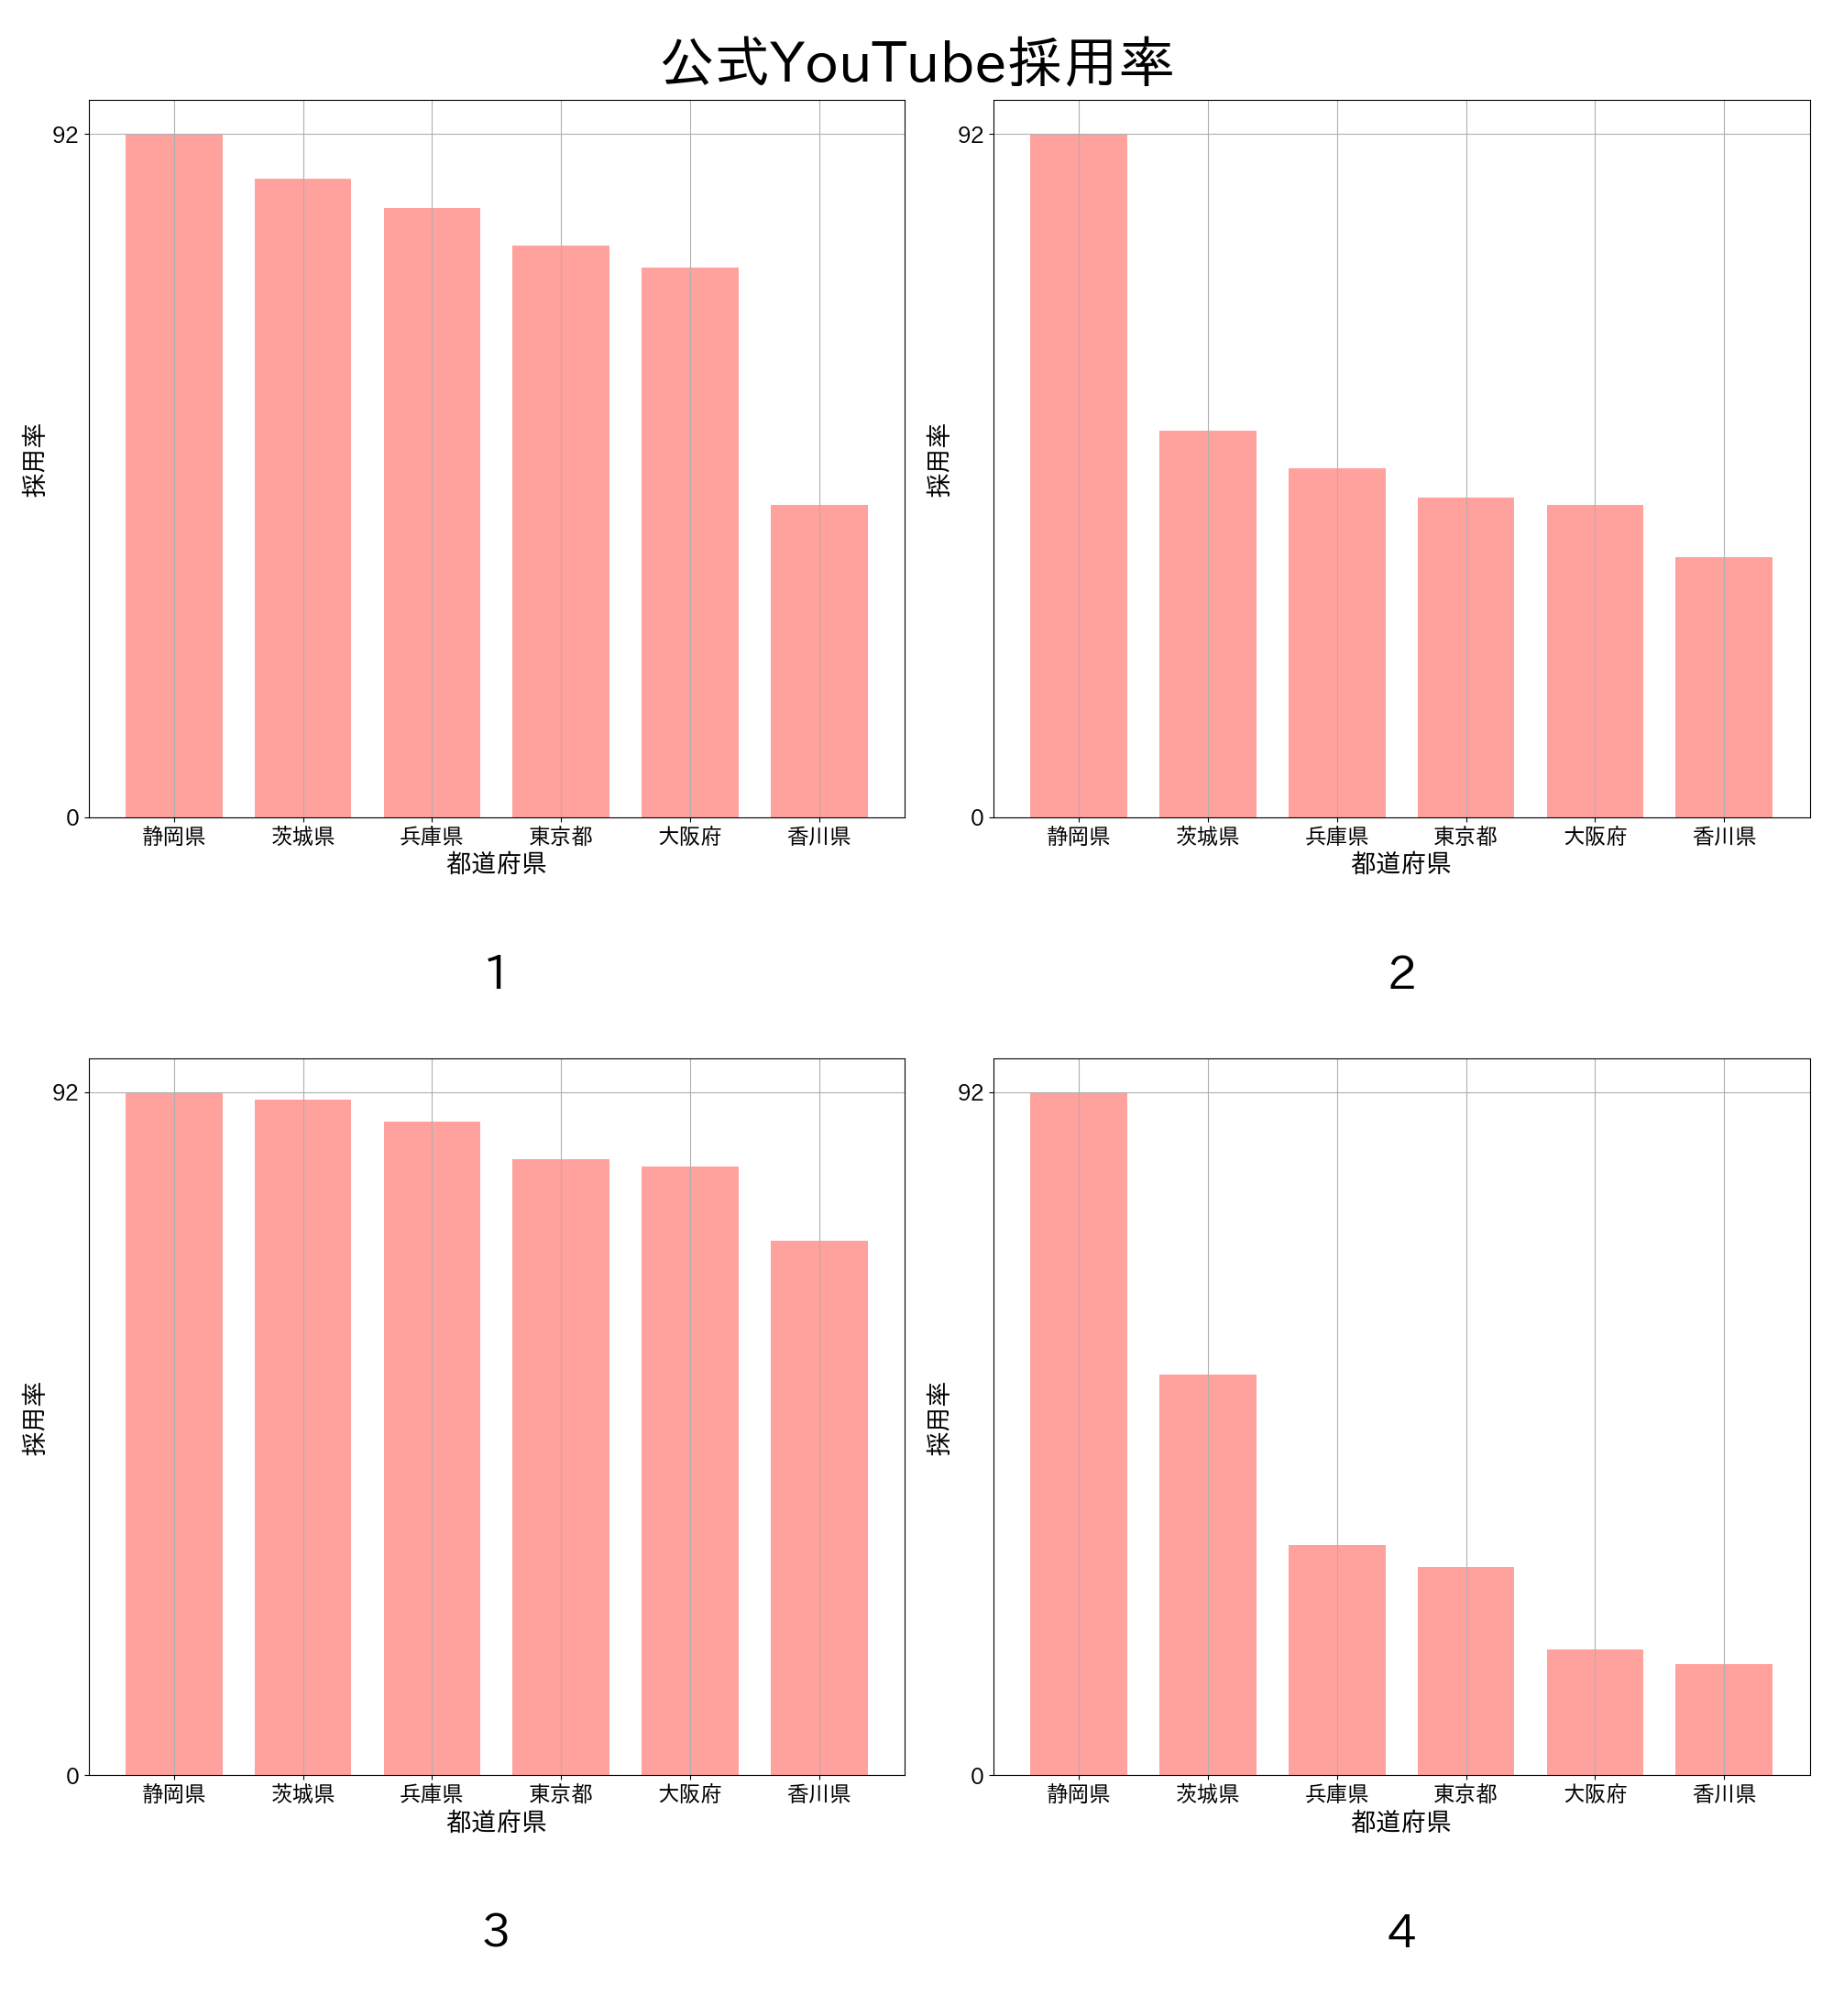 公式YouTube採用率
92
0
採用率
静岡県 茨城県 兵庫県 東京都 大阪府 香川県
都道府県
1
92
0
採用率
静岡県 茨城県 兵庫県 東京都 大阪府 香川県
都道府県
2
92
0
採用率
静岡県 茨城県 兵庫県 東京都 大阪府 香川県
都道府県
3
92
0
採用率
静岡県 茨城県 兵庫県 東京都 大阪府 香川県
都道府県
4